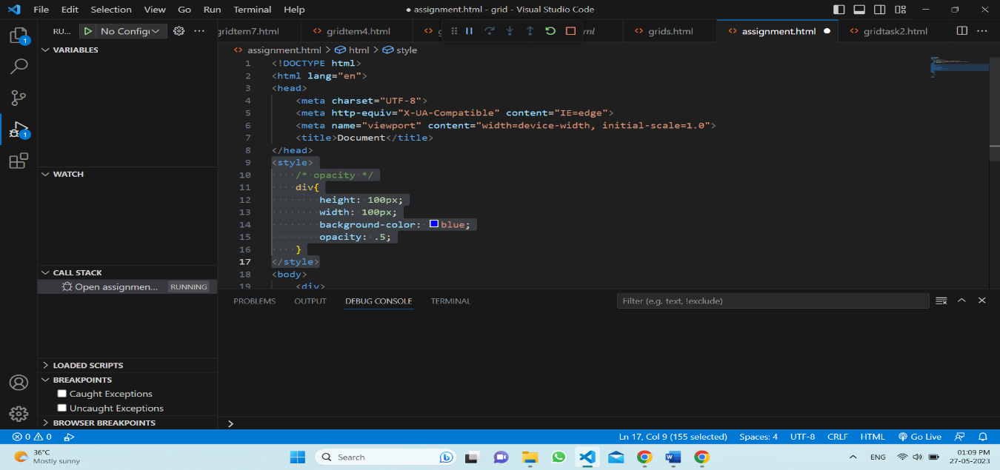 File Edit Selection View Go Run Terminal Help
● assignment.html - grid - Visual Studio Code
RU... No Config
gridtem7.html
<> gridtem4.html
<> grids.html
<> assignment.html ●
<> gridtask2.html
<> assignment.html > html > style
1
VARIABLES
WATCH
CALL STACK
Open assignmen... RUNNING
LOADED SCRIPTS
BREAKPOINTS
Caught Exceptions
Uncaught Exceptions
BROWSER BREAKPOINTS
1 <!DOCTYPE html>
2 <html lang="en">
3 <head>
4 <meta charset="UTF-8">
5 <meta http-equiv="X-UA-Compatible" content="IE=edge">
6 <meta name="viewport" content="width=device-width, initial-scale=1.0">
7 <title>Document</title>
8 </head>
9 <style>
10 /* opacity */
11 div{
12 height: 100px;
13 width: 100px;
14 background-color: blue;
15 opacity: .5;
16 }
17 </style>
18 <body>
19 <div>
PROBLEMS OUTPUT DEBUG CONSOLE TERMINAL
Filter (e.g. text, !exclude)
0 0
Ln 17, Col 9 (155 selected) Spaces: 4 UTF-8 CRLF HTML Go Live
36°C
Mostly sunny
Search
ENG
01:09 PM
27-05-2023